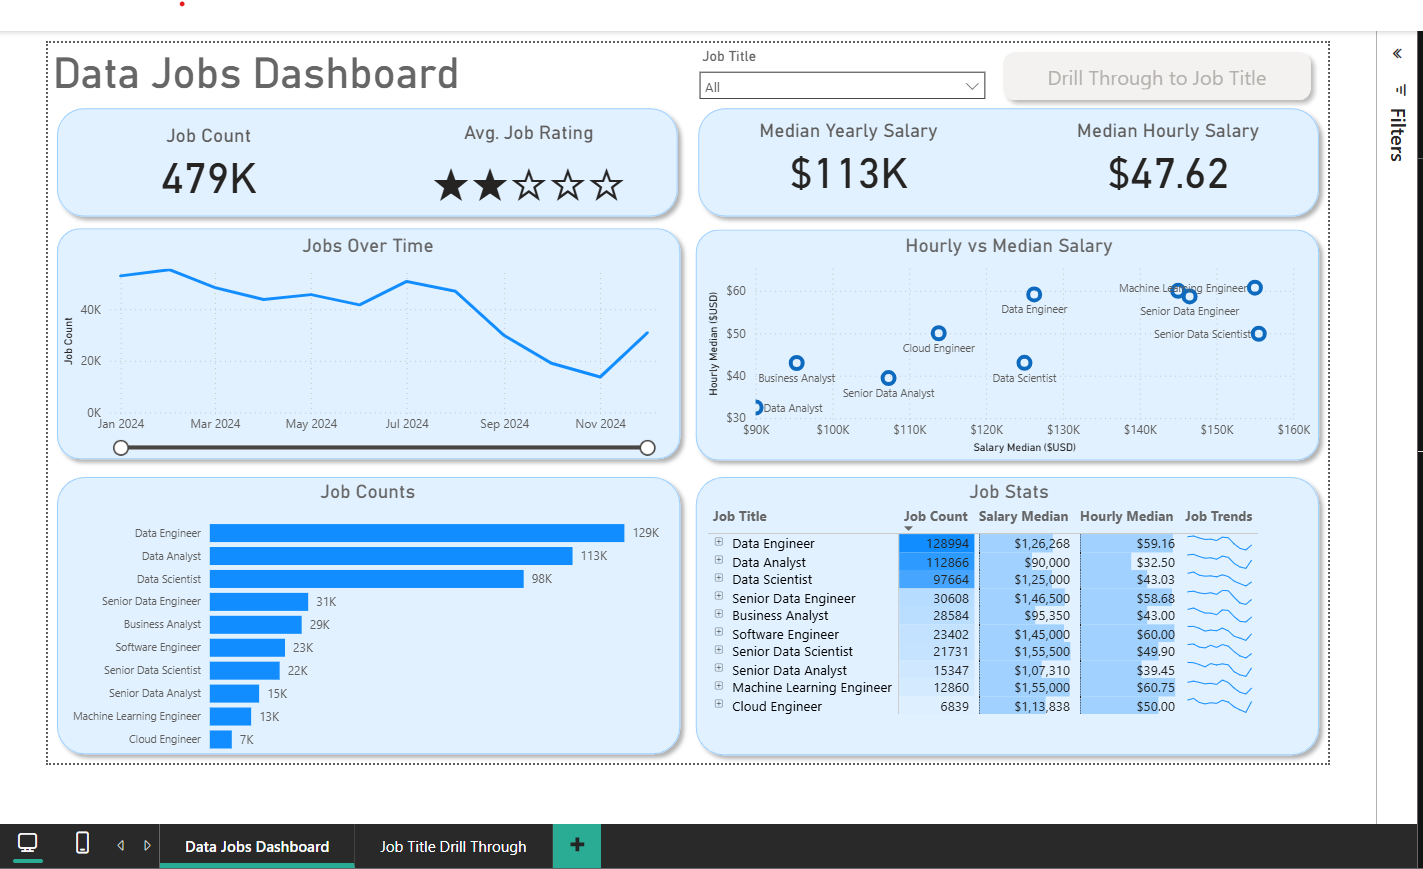 Data Jobs Dashboard
Job Title
All
Drill Through to Job Title
Filters
Job Count
479K
Avg. Job Rating
★★☆☆☆
Median Yearly Salary
$113K
Median Hourly Salary
$47.62
Jobs Over Time
Job Count
40K
20K
0K
Jan 2024 Mar 2024 May 2024 Jul 2024 Sep 2024 Nov 2024
Hourly vs Median Salary
Hourly Median ($USD)
$60
$50
$40
$30
Machine Learning Engineer
Data Engineer
Senior Data Engineer
Senior Data Scientist
Cloud Engineer
Business Analyst
Data Scientist
Senior Data Analyst
Data Analyst
$90K $100K $110K $120K $130K $140K $150K $160K
Salary Median ($USD)
Job Counts
Data Engineer 129K
Data Analyst 113K
Data Scientist 98K
Senior Data Engineer 31K
Business Analyst 29K
Software Engineer 23K
Senior Data Scientist 22K
Senior Data Analyst 15K
Machine Learning Engineer 13K
Cloud Engineer 7K
Job Stats
Job Title Job Count Salary Median Hourly Median Job Trends
Data Engineer 128994 $1,26,268 $59.16
Data Analyst 112866 $90,000 $32.50
Data Scientist 97664 $1,25,000 $43.03
Senior Data Engineer 30608 $1,46,500 $58.68
Business Analyst 28584 $95,350 $43.00
Software Engineer 23402 $1,45,000 $60.00
Senior Data Scientist 21731 $1,55,500 $49.90
Senior Data Analyst 15347 $1,07,310 $39.45
Machine Learning Engineer 12860 $1,55,000 $60.75
Cloud Engineer 6839 $1,13,838 $50.00
Data Jobs Dashboard
Job Title Drill Through
+